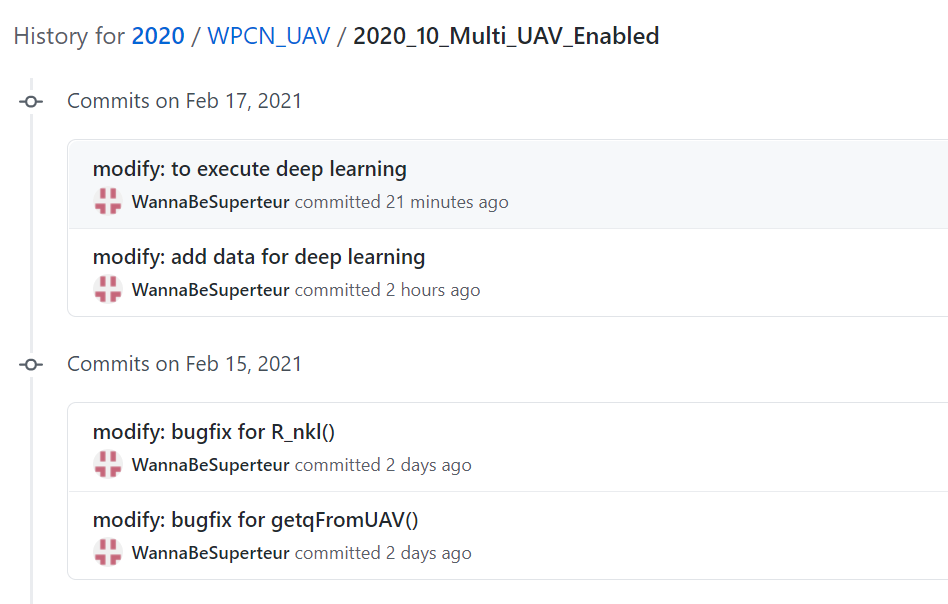 History for 2020 / WPCN_UAV / 2020_10_Multi_UAV_Enabled
Commits on Feb 17, 2021
modify: to execute deep learning
WannaBeSuperteur committed 21 minutes ago
modify: add data for deep learning
WannaBeSuperteur committed 2 hours ago
Commits on Feb 15, 2021
modify: bugfix for R_nkl()
WannaBeSuperteur committed 2 days ago
modify: bugfix for getqFromUAV()
WannaBeSuperteur committed 2 days ago